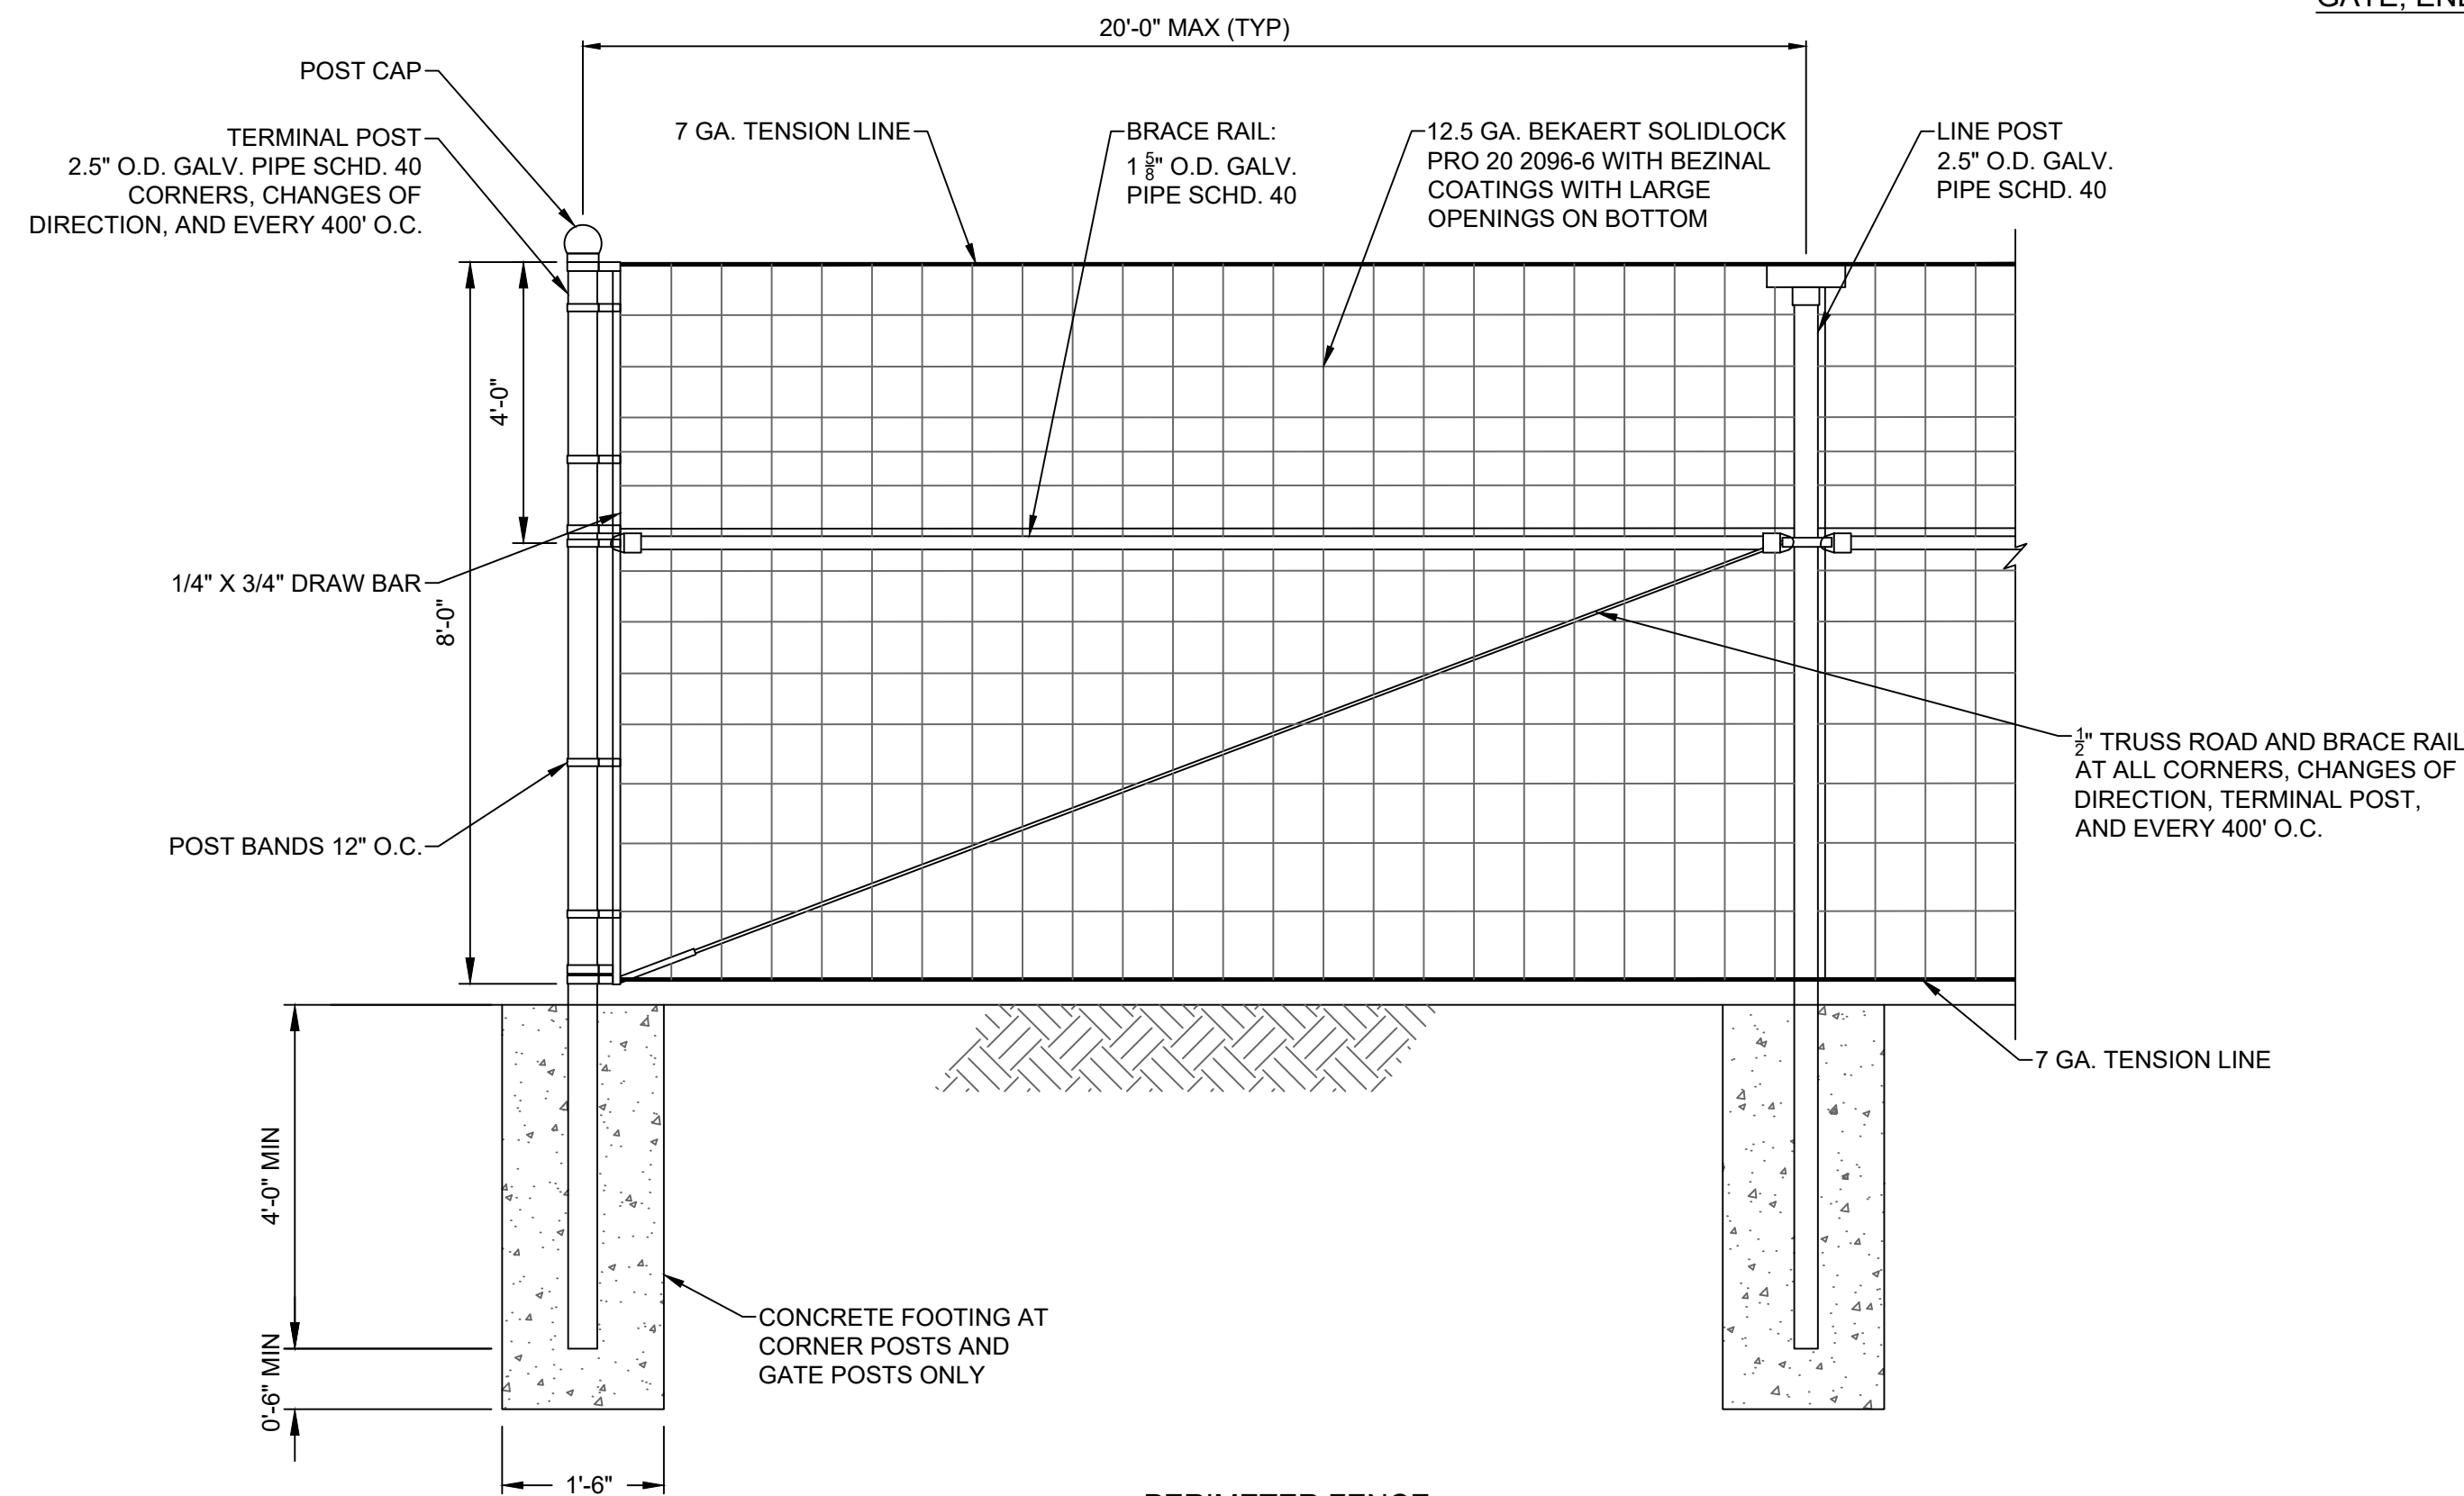 GATE, END
20'-0" MAX (TYP)
POST CAP
TERMINAL POST
2.5" O.D. GALV. PIPE SCHD. 40
CORNERS, CHANGES OF
DIRECTION, AND EVERY 400' O.C.
7 GA. TENSION LINE
BRACE RAIL:
1 5/8" O.D. GALV.
PIPE SCHD. 40
12.5 GA. BEKAERT SOLIDLOCK
PRO 20 2096-6 WITH BEZINAL
COATINGS WITH LARGE
OPENINGS ON BOTTOM
LINE POST
2.5" O.D. GALV.
PIPE SCHD. 40
4'-0"
8'-0"
1/4" X 3/4" DRAW BAR
1/2" TRUSS ROAD AND BRACE RAIL
AT ALL CORNERS, CHANGES OF
DIRECTION, TERMINAL POST,
AND EVERY 400' O.C.
POST BANDS 12" O.C.
7 GA. TENSION LINE
4'-0" MIN
0'-6" MIN
CONCRETE FOOTING AT
CORNER POSTS AND
GATE POSTS ONLY
1'-6"
PERIMETER FENCE